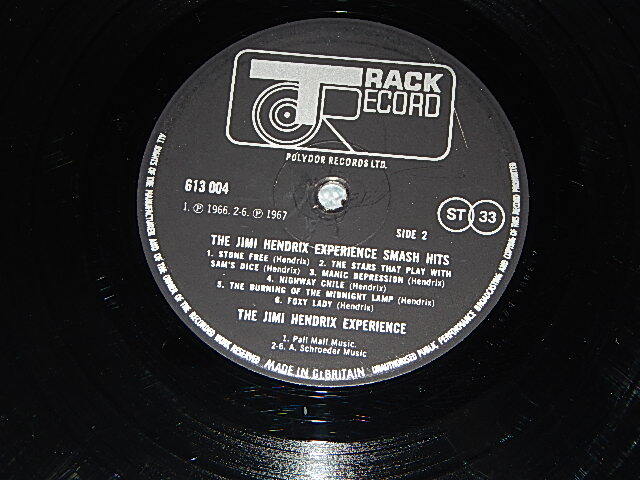 TRACK
RECORD
POLYDOR RECORDS LTD.
613 004
1. ℗ 1966. 2-6. ℗ 1967
SIDE 2
ST 33
THE JIMI HENDRIX EXPERIENCE SMASH HITS
1. STONE FREE (Hendrix) 2. THE STARS THAT PLAY WITH
SAM'S DICE (Hendrix) 3. MANIC DEPRESSION (Hendrix)
4. HIGHWAY CHILE (Hendrix)
5. THE BURNING OF THE MIDNIGHT LAMP (Hendrix)
6. FOXY LADY (Hendrix)
THE JIMI HENDRIX EXPERIENCE
1. Pall Mall Music.
2-6. A. Schroeder Music
ALL RIGHTS OF THE MANUFACTURER AND OF THE OWNER OF THE RECORDED WORK RESERVED
MADE IN Gt BRITAIN
UNAUTHORISED PUBLIC PERFORMANCE BROADCASTING AND COPYING OF THIS RECORD PROHIBITED